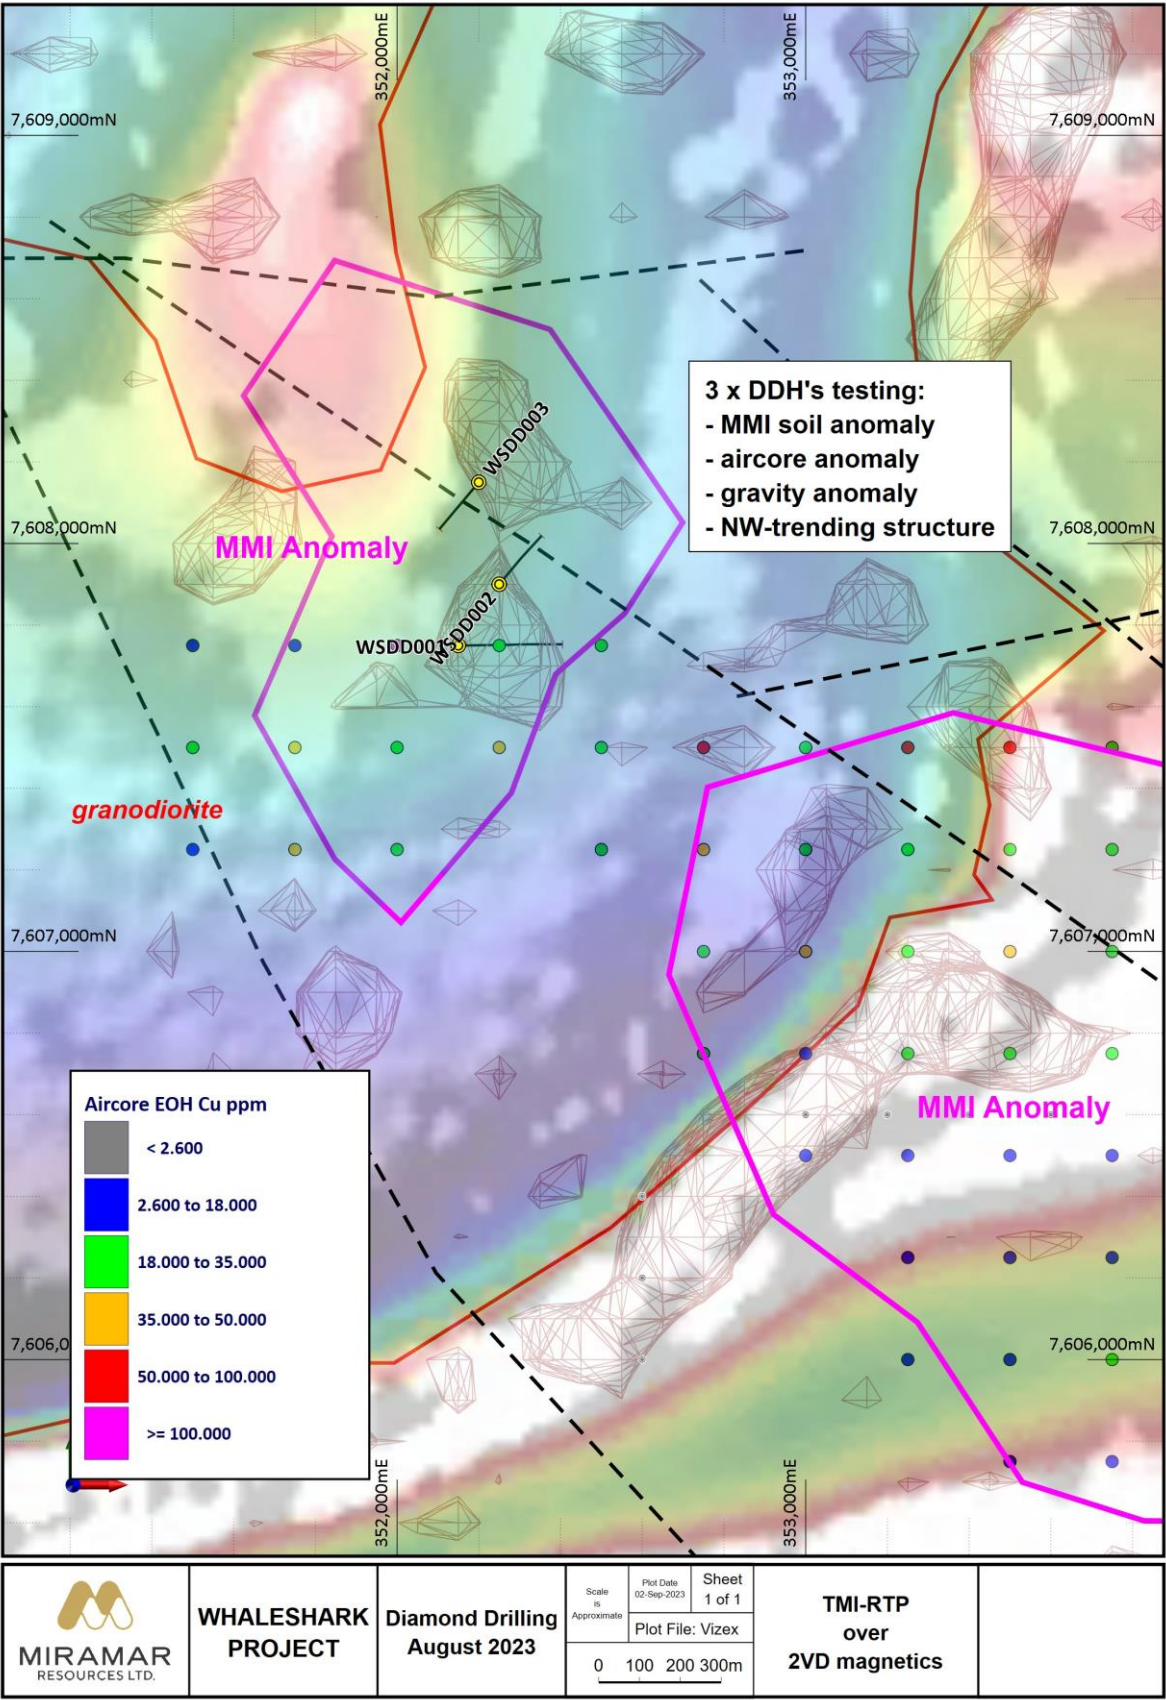 352,000mE
353,000mE
7,609,000mN
7,609,000mN
3 x DDH's testing:
- MMI soil anomaly
- aircore anomaly
- gravity anomaly
- NW-trending structure
WSDD003
7,608,000mN
7,608,000mN
MMI Anomaly
WSDD002
WSDD001
granodiorite
7,607,000mN
7,607,000mN
MMI Anomaly
Aircore EOH Cu ppm
< 2.600
2.600 to 18.000
18.000 to 35.000
35.000 to 50.000
50.000 to 100.000
>= 100.000
7,606,0
7,606,000mN
352,000mE
353,000mE
MIRAMAR
RESOURCES LTD.
WHALESHARK
PROJECT
Diamond Drilling
August 2023
Scale
is
Approximate
Plot Date
02-Sep-2023
Sheet
1 of 1
Plot File: Vizex
0 100 200 300m
TMI-RTP
over
2VD magnetics